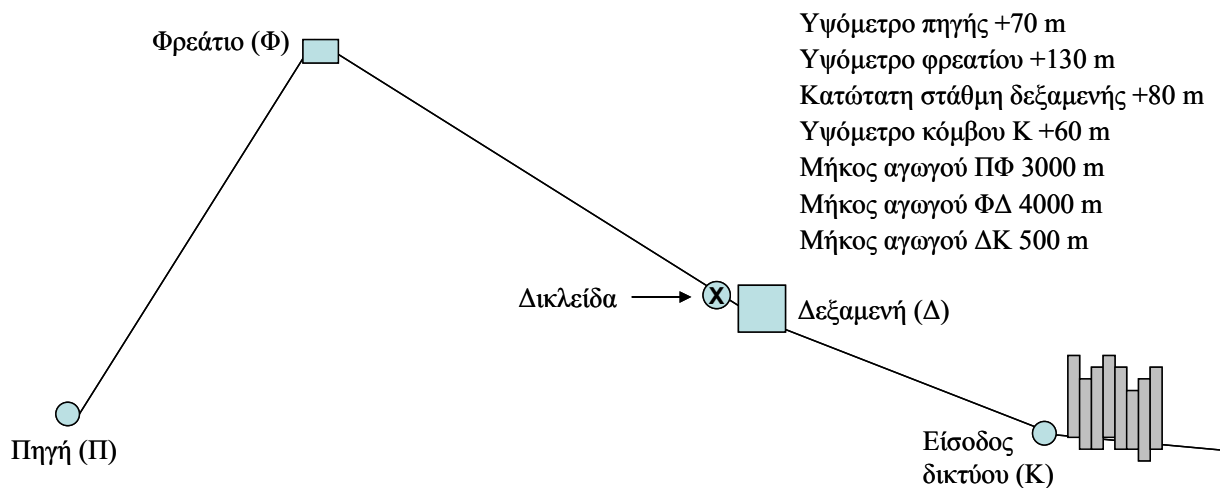 Φρεάτιο (Φ)
Υψόμετρο πηγής +70 m
Υψόμετρο φρεατίου +130 m
Κατώτατη στάθμη δεξαμενής +80 m
Υψόμετρο κόμβου Κ +60 m
Μήκος αγωγού ΠΦ 3000 m
Μήκος αγωγού ΦΔ 4000 m
Μήκος αγωγού ΔΚ 500 m
Δικλείδα
X
Δεξαμενή (Δ)
Πηγή (Π)
Είσοδος
δικτύου (Κ)